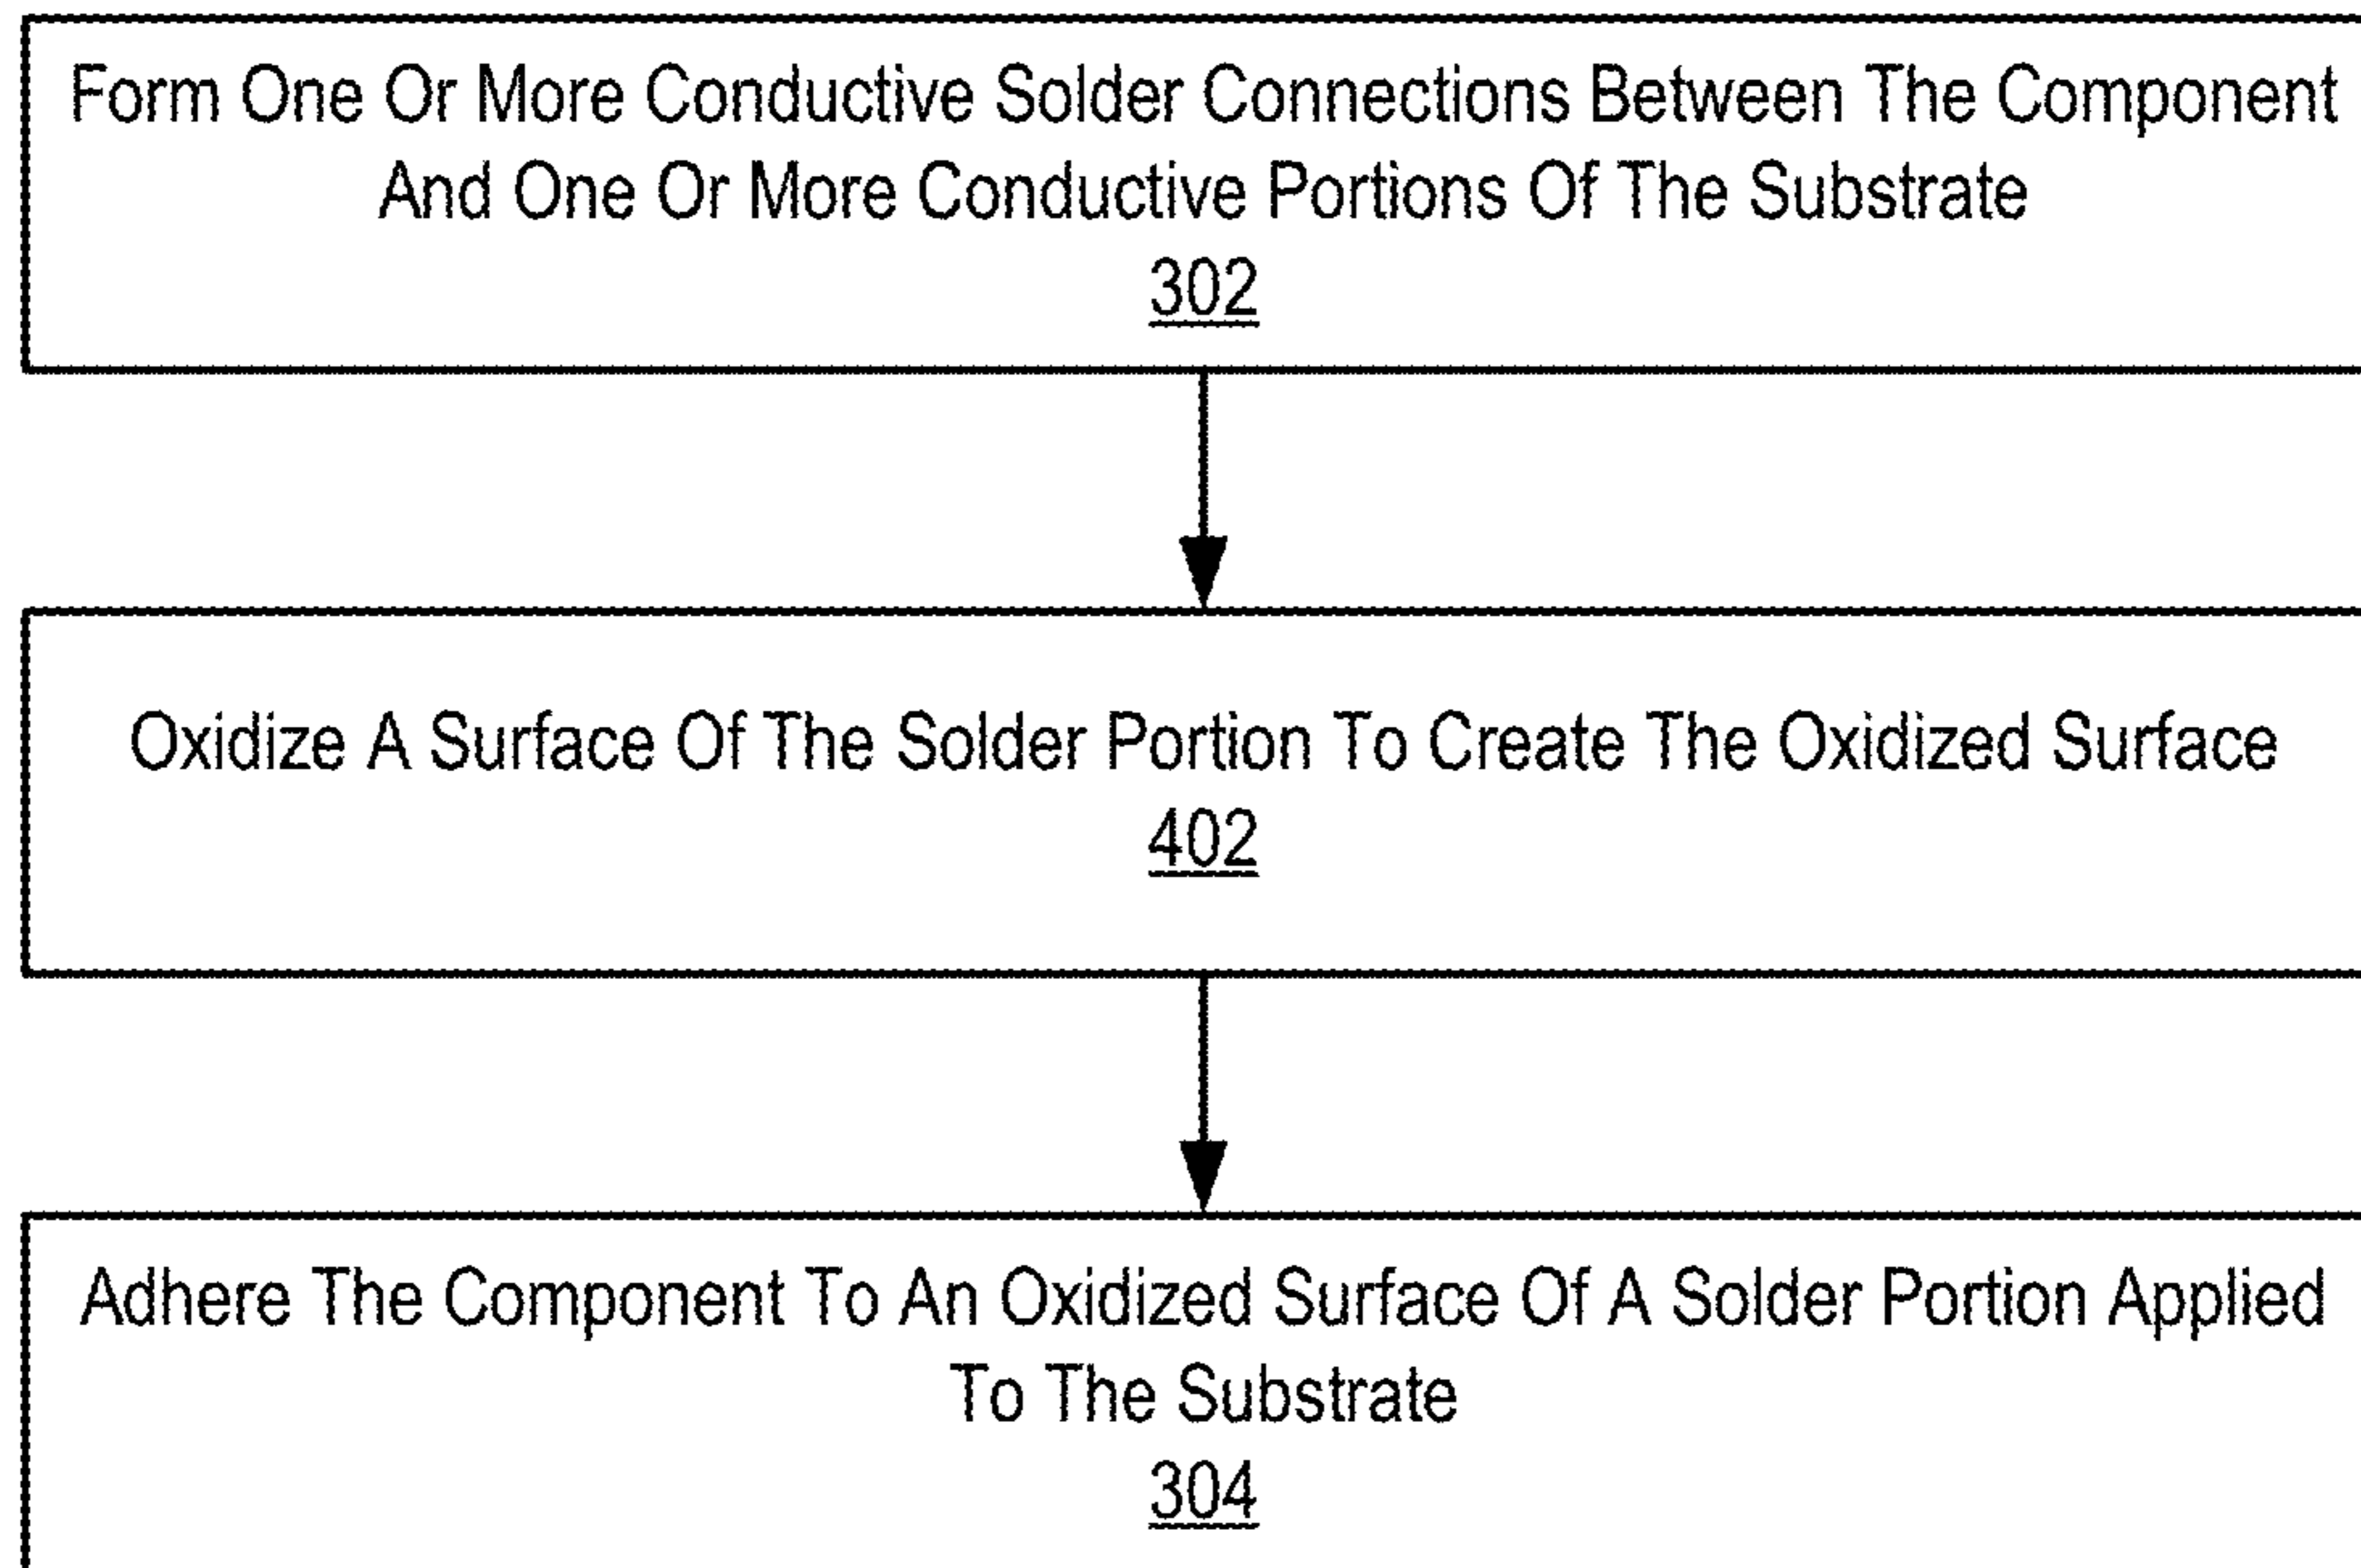 Form One Or More Conductive Solder Connections Between The Component
And One Or More Conductive Portions Of The Substrate
302
Oxidize A Surface Of The Solder Portion To Create The Oxidized Surface
402
Adhere The Component To An Oxidized Surface Of A Solder Portion Applied
To The Substrate
304